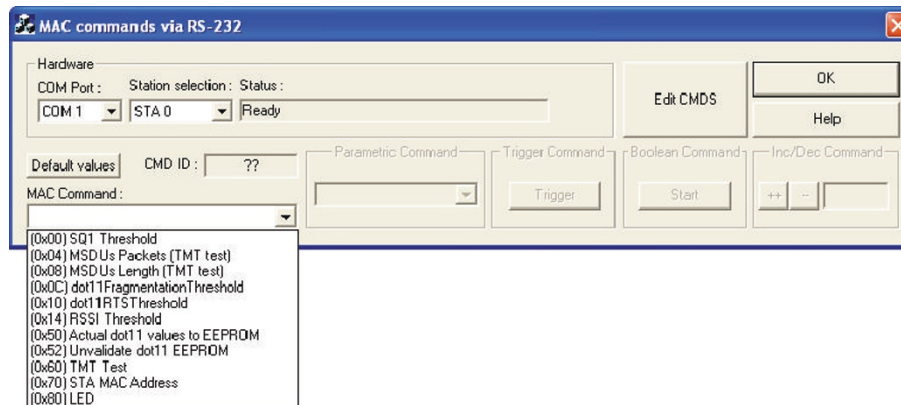 MAC commands via RS-232
Hardware
COM Port :
Station selection :
Status :
COM 1
STA 0
Ready
Edit CMDS
OK
Help
Default values
CMD ID :
??
MAC Command :
Parametric Command
Trigger Command
Trigger
Boolean Command
Start
Inc/Dec Command
++
--
(0x00) SQ1 Threshold
(0x04) MSDUs Packets (TMT test)
(0x08) MSDUs Length (TMT test)
(0x0C) dot11FragmentationThreshold
(0x10) dot11RTSThreshold
(0x14) RSSI Threshold
(0x50) Actual dot11 values to EEPROM
(0x52) Unvalidate dot11 EEPROM
(0x60) TMT Test
(0x70) STA MAC Address
(0x80) LED